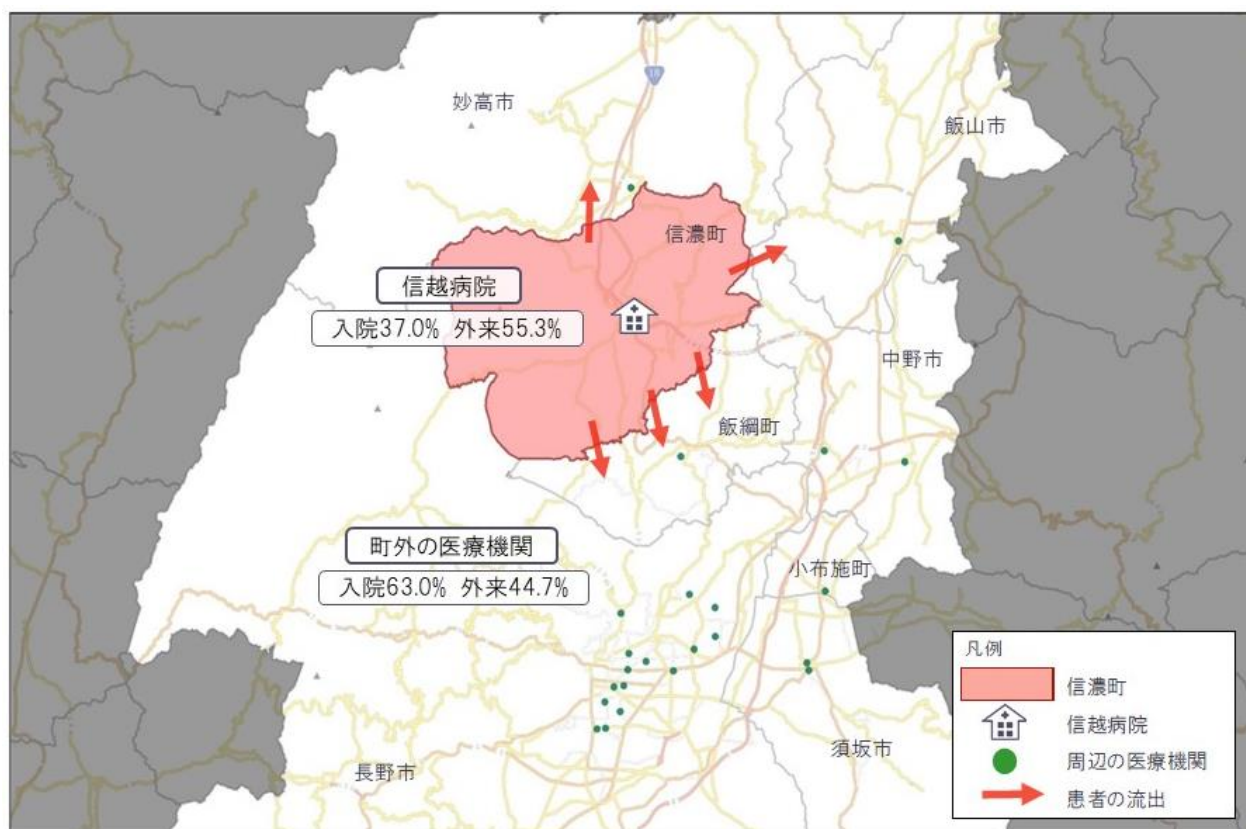 妙高市
18
飯山市
信濃町
信越病院
入院37.0% 外来55.3%
中野市
飯綱町
町外の医療機関
入院63.0% 外来44.7%
小布施町
須坂市
長野市
凡例
信濃町
信越病院
周辺の医療機関
患者の流出